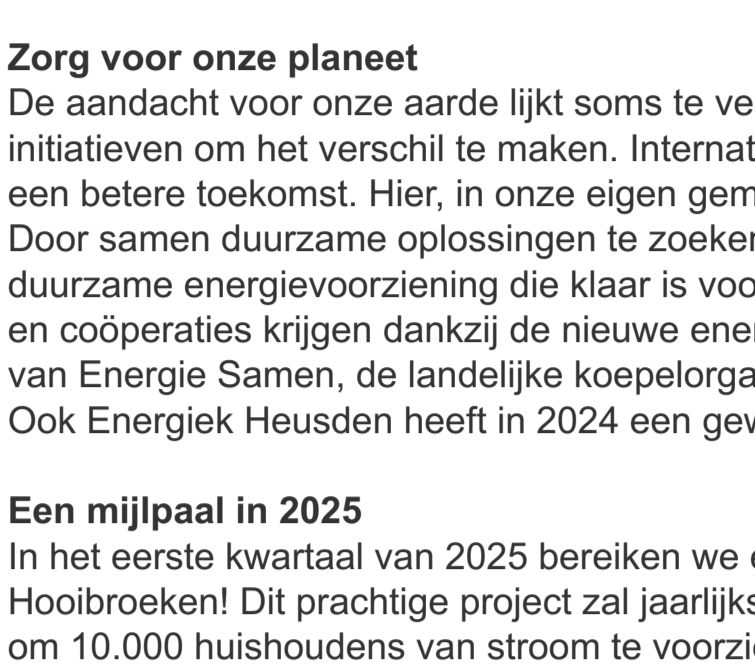 Zorg voor onze planeet
De aandacht voor onze aarde lijkt soms te ve
initiatieven om het verschil te maken. Internat
een betere toekomst. Hier, in onze eigen gem
Door samen duurzame oplossingen te zoeken
duurzame energievoorziening die klaar is voo
en coöperaties krijgen dankzij de nieuwe ener
van Energie Samen, de landelijke koepelorga
Ook Energiek Heusden heeft in 2024 een gew
Een mijlpaal in 2025
In het eerste kwartaal van 2025 bereiken we e
Hooibroeken! Dit prachtige project zal jaarlijks
om 10.000 huishoudens van stroom te voorzie